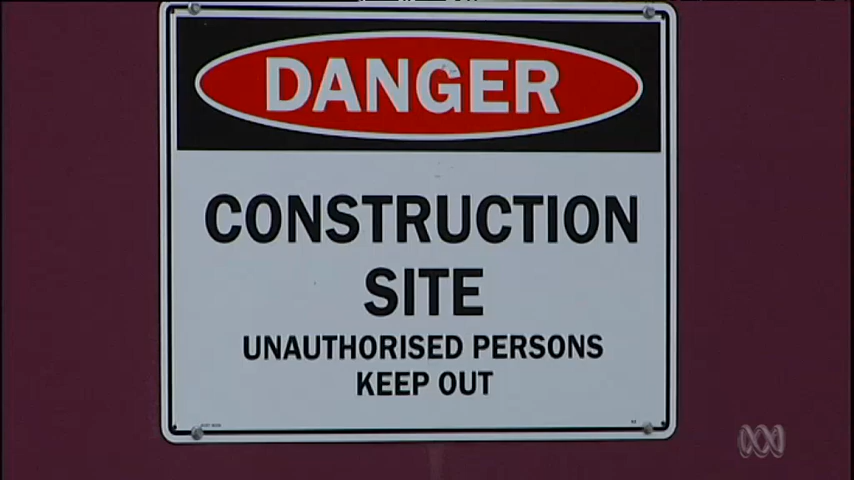 DANGER
CONSTRUCTION
SITE
UNAUTHORISED PERSONS
KEEP OUT